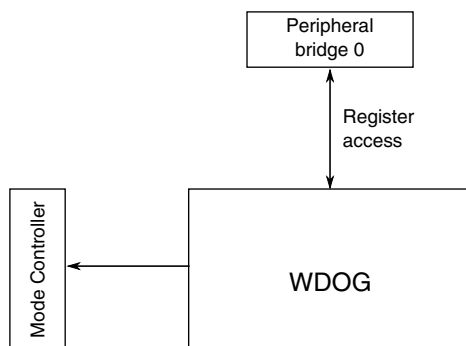 Peripheral
bridge 0
Register
access
Mode Controller
WDOG